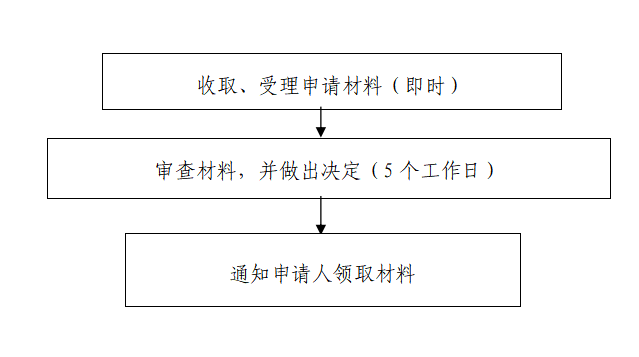 收取、受理申请材料（即时）
审查材料，并做出决定（5个工作日）
通知申请人领取材料